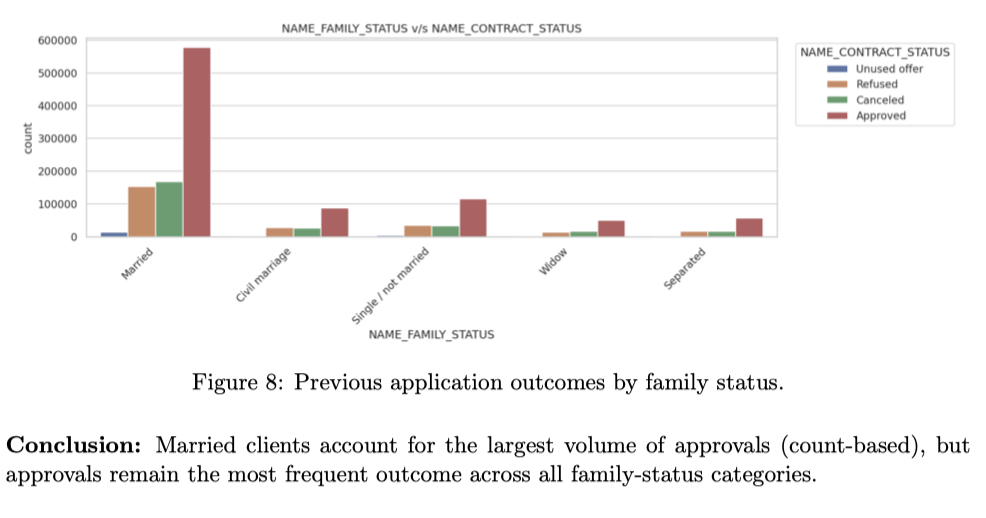 NAME_FAMILY_STATUS v/s NAME_CONTRACT_STATUS
600000
500000
400000
300000
200000
100000
0
count
Married
Civil marriage
Single / not married
Widow
Separated
NAME_FAMILY_STATUS
NAME_CONTRACT_STATUS
Unused offer
Refused
Canceled
Approved
Figure 8: Previous application outcomes by family status.
Conclusion: Married clients account for the largest volume of approvals (count-based), but
approvals remain the most frequent outcome across all family-status categories.